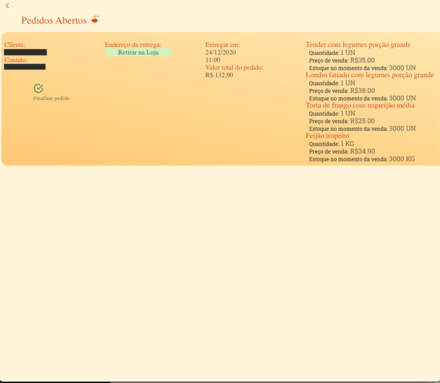 Pedidos Abertos
Cliente:
Contato:
Finalizar pedido
Endereço da entrega:
Retirar na Loja
Entregar em:
24/12/2020
11:00
Valor total do pedido:
R$ 132,90
Tender com legumes porção grande
Quantidade: 1 UN
Preço de venda: R$35.00
Estoque no momento da venda: 3000 UN
Lombo fatiado com legumes porção grande
Quantidade: 1 UN
Preço de venda: R$38.00
Estoque no momento da venda: 3000 UN
Torta de frango com requeijão média
Quantidade: 1 UN
Preço de venda: R$25.00
Estoque no momento da venda: 3000 UN
Feijão tropeiro
Quantidade: 1 KG
Preço de venda: R$34.90
Estoque no momento da venda: 3000 KG